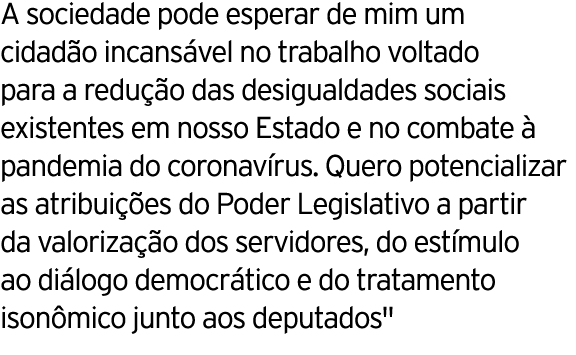 A sociedade pode esperar de mim um
cidadão incansável no trabalho voltado
para a redução das desigualdades sociais
existentes em nosso Estado e no combate à
pandemia do coronavírus. Quero potencializar
as atribuições do Poder Legislativo a partir
da valorização dos servidores, do estímulo
ao diálogo democrático e do tratamento
isonômico junto aos deputados"